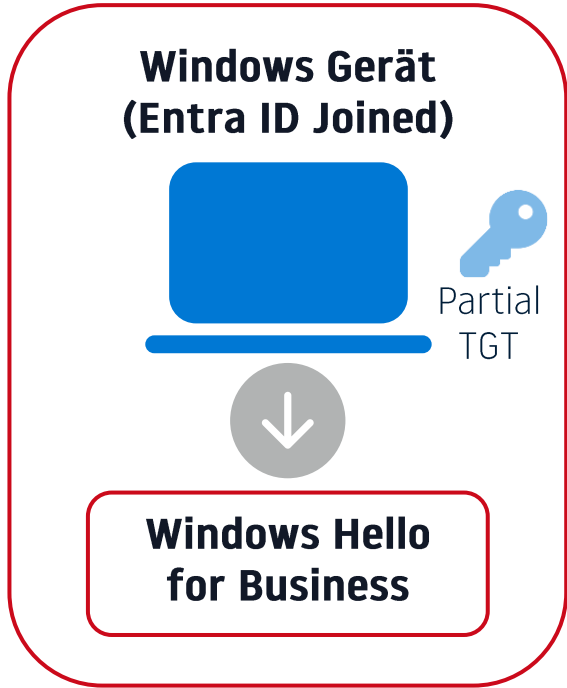 Windows Gerät
(Entra ID Joined)
Partial
TGT
Windows Hello
for Business